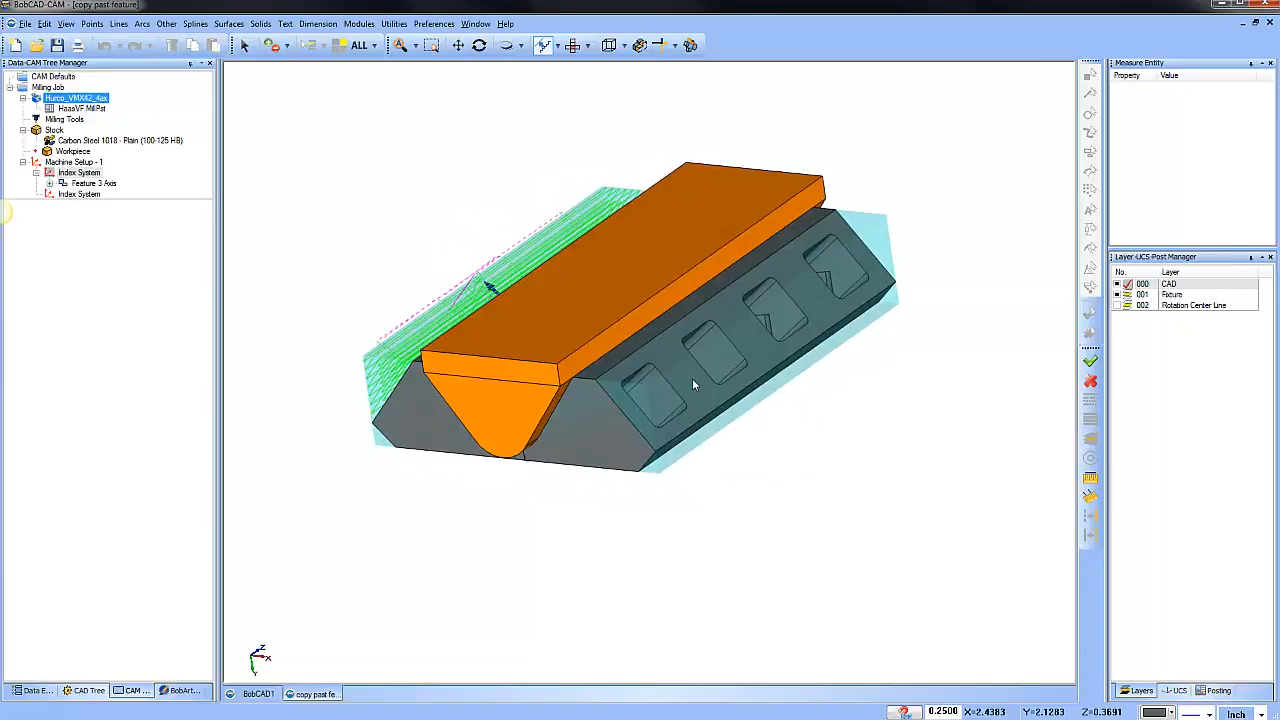 BobCAD-CAM - [copy past feature]
File Edit View Points Lines Arcs Other Splines Surfaces Solids Text Dimension Modules Utilities Preferences Window Help
ALL
Data-CAM Tree Manager
CAM Defaults
Milling Job
Hurco_VMX42_4ax
HaasVF MillPst
Milling Tools
Stock
Carbon Steel 1018 - Plain (100-125 HB)
Workpiece
Machine Setup - 1
Index System
Feature 3 Axis
Index System
Measure Entity
Property Value
Layer-UCS-Post Manager
No. Layer
000 CAD
001 Fixture
002 Rotation Center Line
Z
X
Y
Data E... CAD Tree CAM ... BobArt...
BobCAD1 copy past fe...
Layers UCS Posting
0.2500 X=2.4383 Y=2.1283 Z=0.3691 Inch